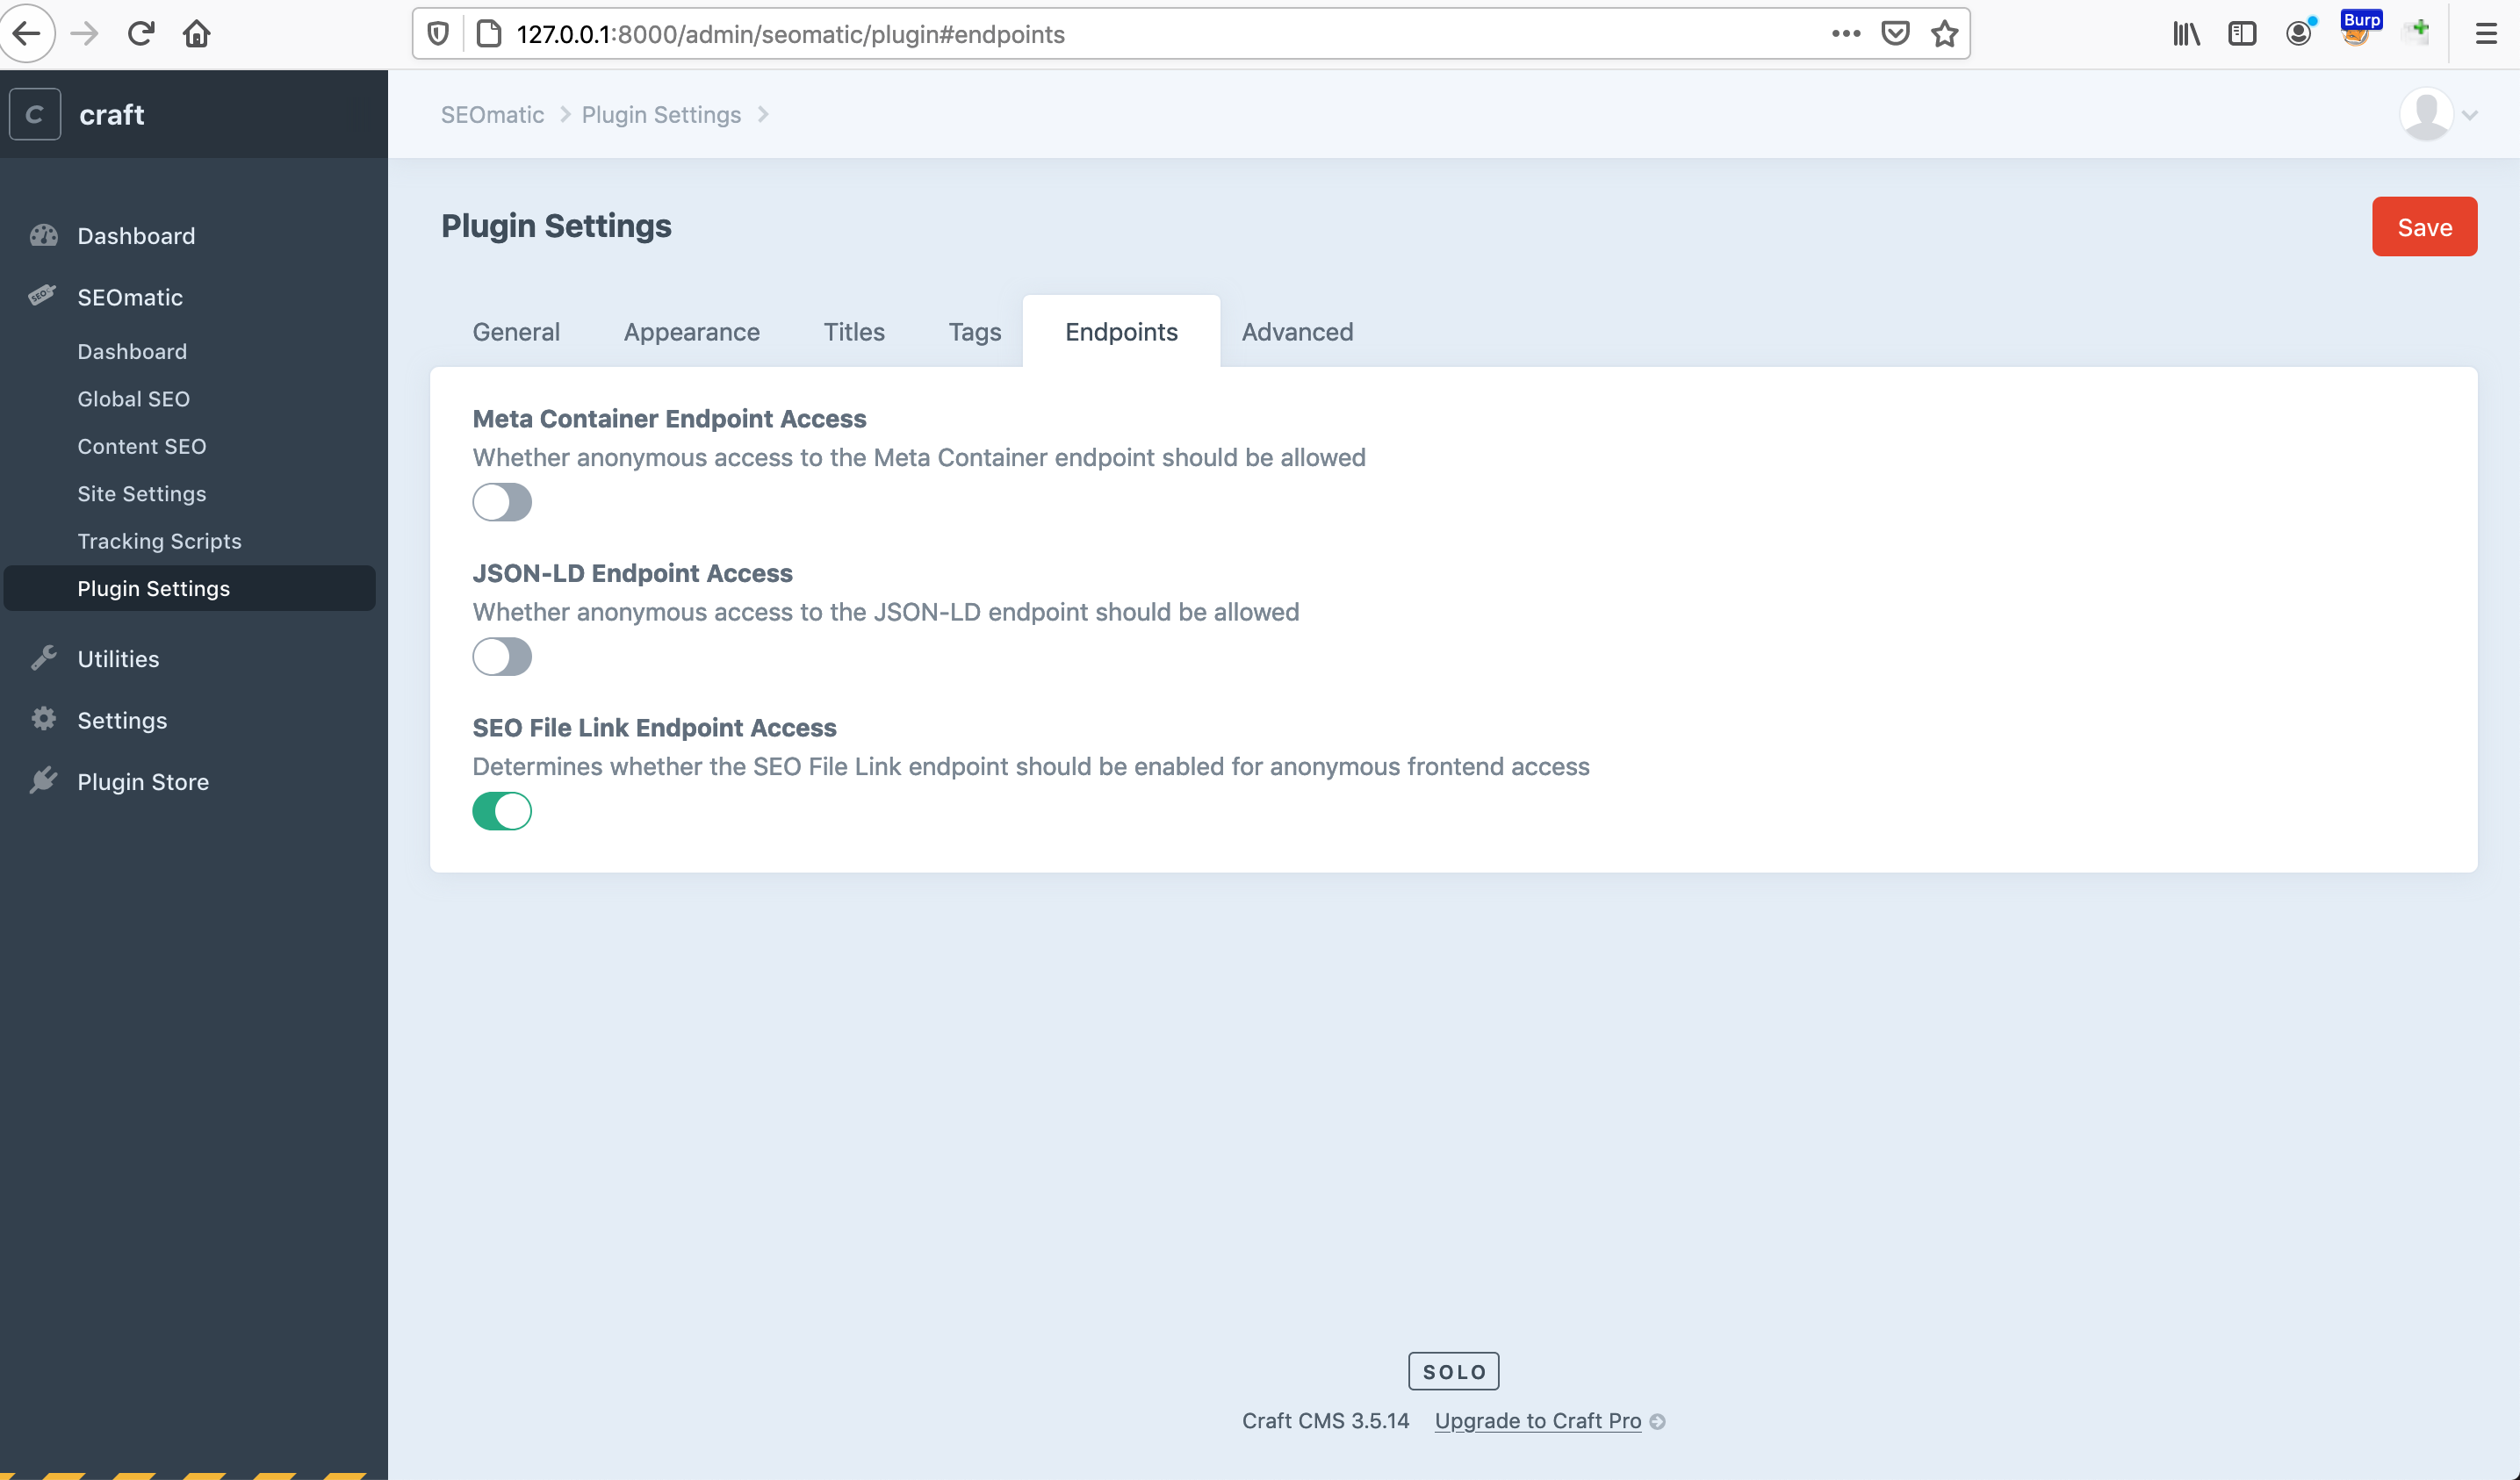 127.0.0.1:8000/admin/seomatic/plugin#endpoints
Burp
C craft
SEOmatic Plugin Settings
Dashboard
SEO SEOmatic
Dashboard
Global SEO
Content SEO
Site Settings
Tracking Scripts
Plugin Settings
Utilities
Settings
Plugin Store
Plugin Settings
Save
General Appearance Titles Tags Endpoints Advanced
Meta Container Endpoint Access
Whether anonymous access to the Meta Container endpoint should be allowed
JSON-LD Endpoint Access
Whether anonymous access to the JSON-LD endpoint should be allowed
SEO File Link Endpoint Access
Determines whether the SEO File Link endpoint should be enabled for anonymous frontend access
SOLO
Craft CMS 3.5.14 Upgrade to Craft Pro